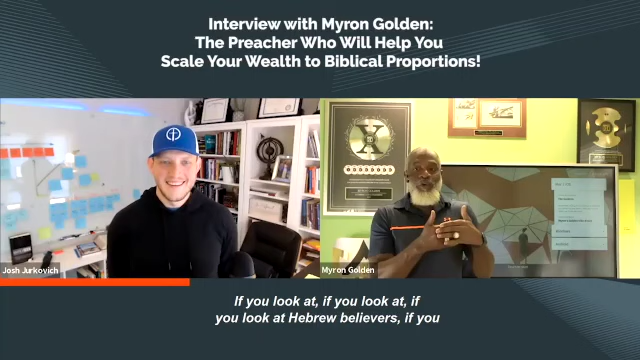 Interview with Myron Golden:
The Preacher Who Will Help You
Scale Your Wealth to Biblical Proportions!
Josh Jurkovich
Myron Golden
If you look at, if you look at, if
you look at Hebrew believers, if you